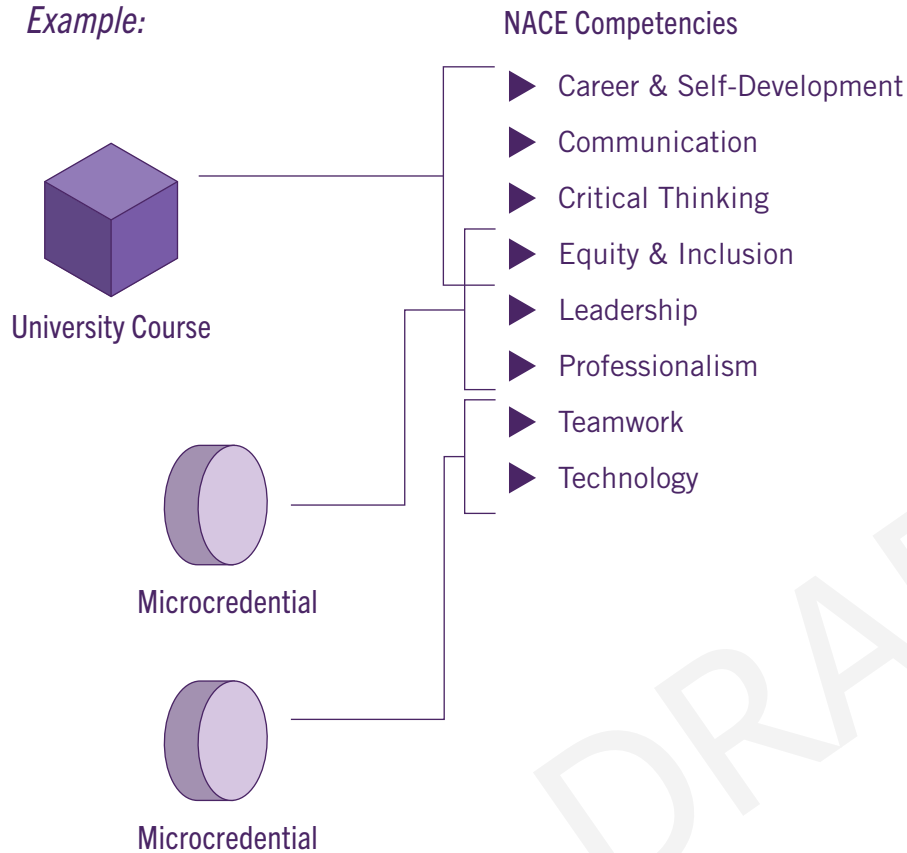 Example:
NACE Competencies
Career & Self-Development
Communication
Critical Thinking
Equity & Inclusion
Leadership
Professionalism
Teamwork
Technology
University Course
Microcredential
Microcredential